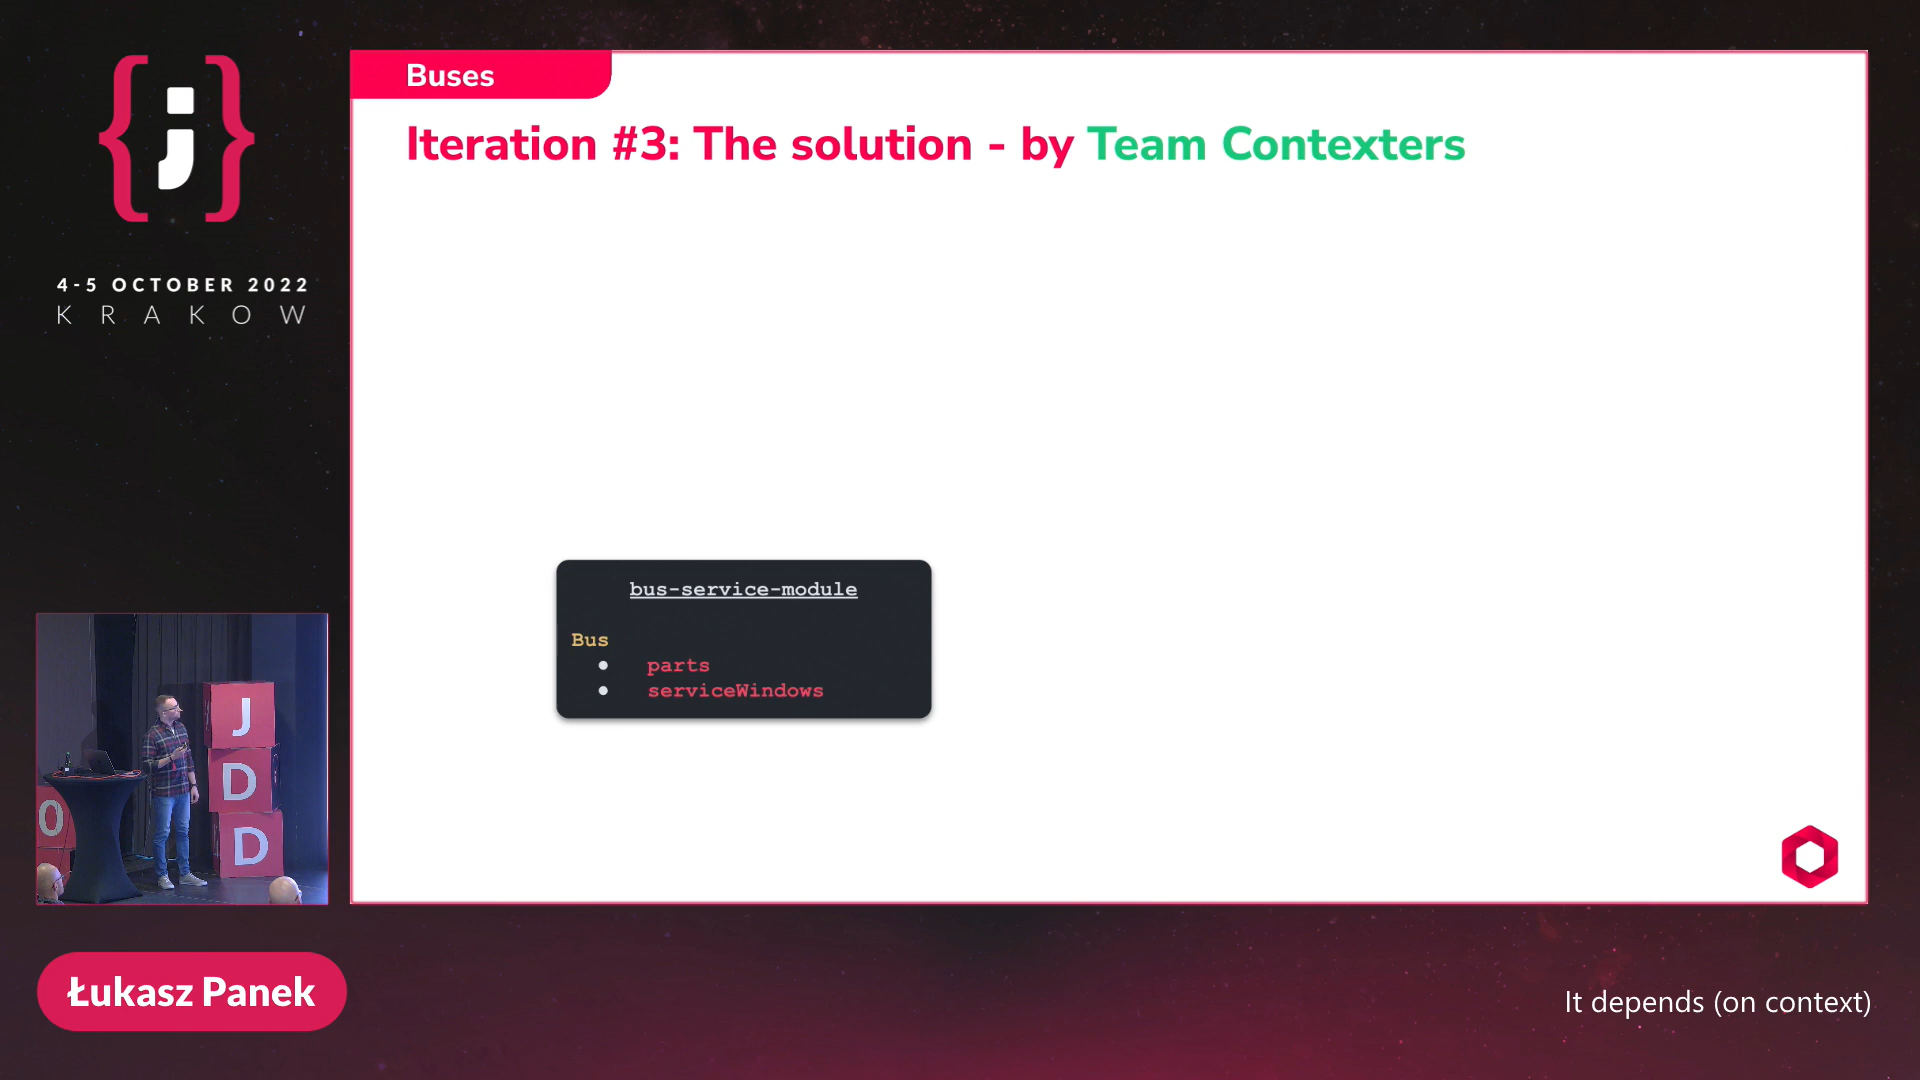 {;}
4-5 OCTOBER 2022
KRAKOW
Buses
Iteration #3: The solution - by Team Contexters
bus-service-module
Bus
● parts
● serviceWindows
J
D
D
O
Łukasz Panek
It depends (on context)